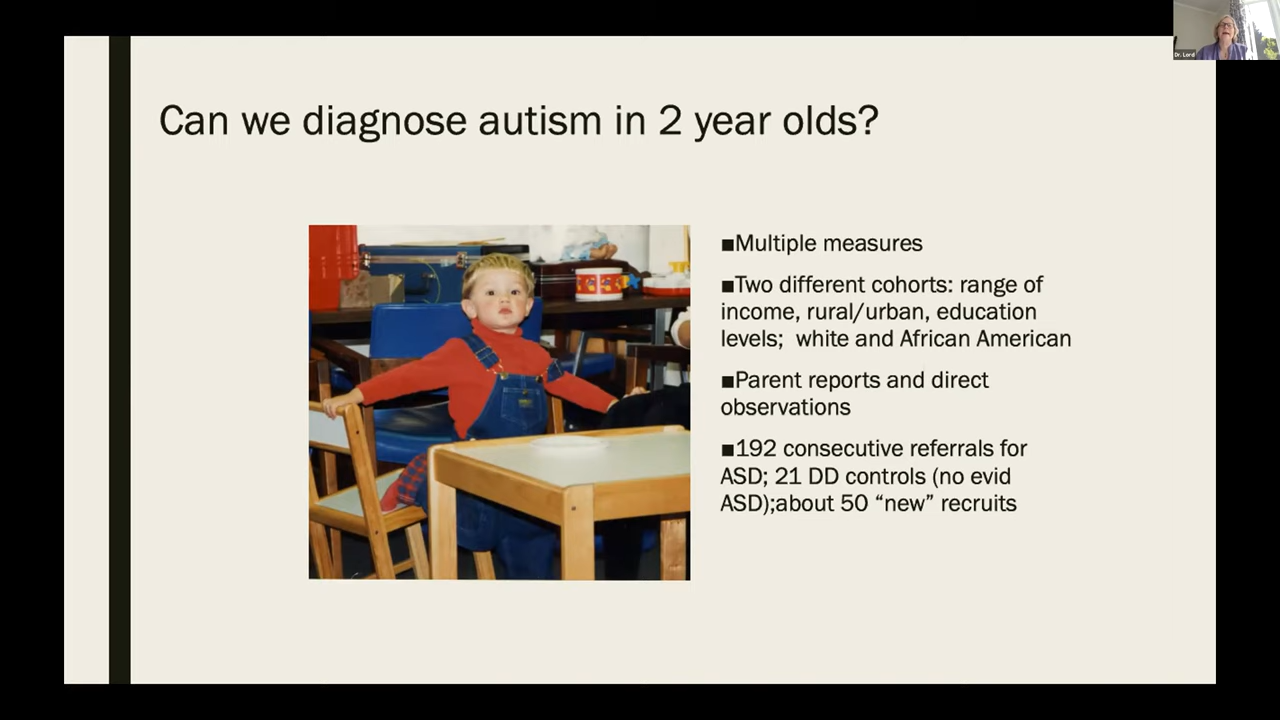 Dr. Lord
Can we diagnose autism in 2 year olds?
■Multiple measures
■Two different cohorts: range of
income, rural/urban, education
levels;  white and African American
■Parent reports and direct
observations
■192 consecutive referrals for
ASD; 21 DD controls (no evid
ASD);about 50 “new” recruits